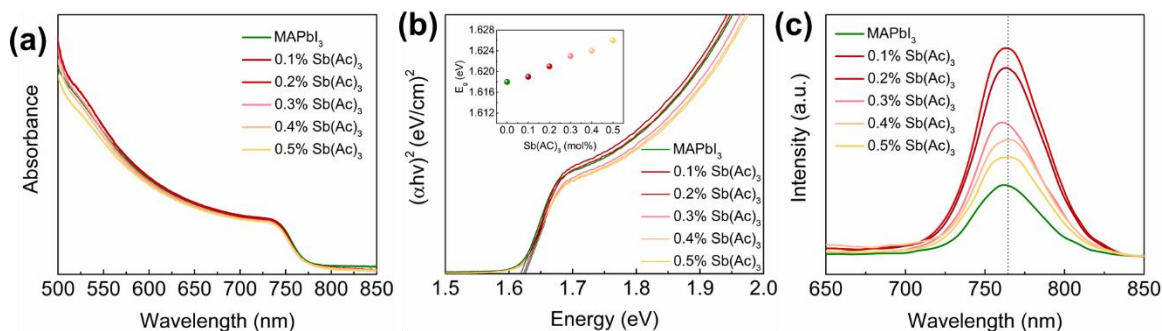 (a)
MAPbI₃
0.1% Sb(Ac)₃
0.2% Sb(Ac)₃
0.3% Sb(Ac)₃
0.4% Sb(Ac)₃
0.5% Sb(Ac)₃
Absorbance
500 550 600 650 700 750 800 850
Wavelength (nm)
(b)
1.628
1.624
1.620
1.616
1.612
E₉ (eV)
0.0 0.1 0.2 0.3 0.4 0.5
Sb(AC)₃ (mol%)
MAPbI₃
0.1% Sb(Ac)₃
0.2% Sb(Ac)₃
0.3% Sb(Ac)₃
0.4% Sb(Ac)₃
0.5% Sb(Ac)₃
(αhν)² (eV/cm)²
1.5 1.6 1.7 1.8 1.9 2.0
Energy (eV)
(c)
MAPbI₃
0.1% Sb(Ac)₃
0.2% Sb(Ac)₃
0.3% Sb(Ac)₃
0.4% Sb(Ac)₃
0.5% Sb(Ac)₃
Intensity (a.u.)
650 700 750 800 850
Wavelength (nm)